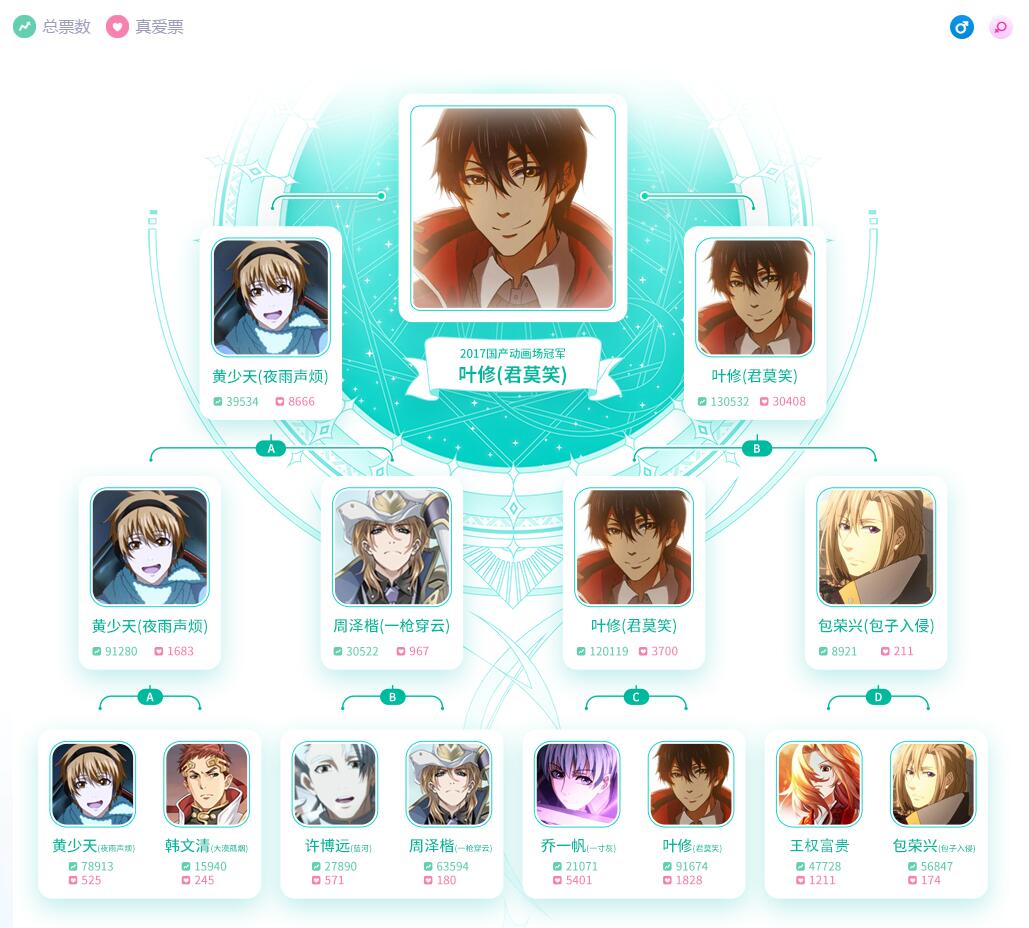 总票数 真爱票
2017国产动画场冠军
叶修(君莫笑)
黄少天(夜雨声烦)
39534 8666
叶修(君莫笑)
130532 30408
A
B
黄少天(夜雨声烦)
91280 1683
周泽楷(一枪穿云)
30522 967
叶修(君莫笑)
120119 3700
包荣兴(包子入侵)
8921 211
A
B
C
D
黄少天(夜雨声烦)
78913
525
韩文清(大漠孤烟)
15940
245
许博远(蓝河)
27890
571
周泽楷(一枪穿云)
63594
180
乔一帆(一寸灰)
21071
5401
叶修(君莫笑)
91674
1828
王权富贵
47728
1211
包荣兴(包子入侵)
56847
174